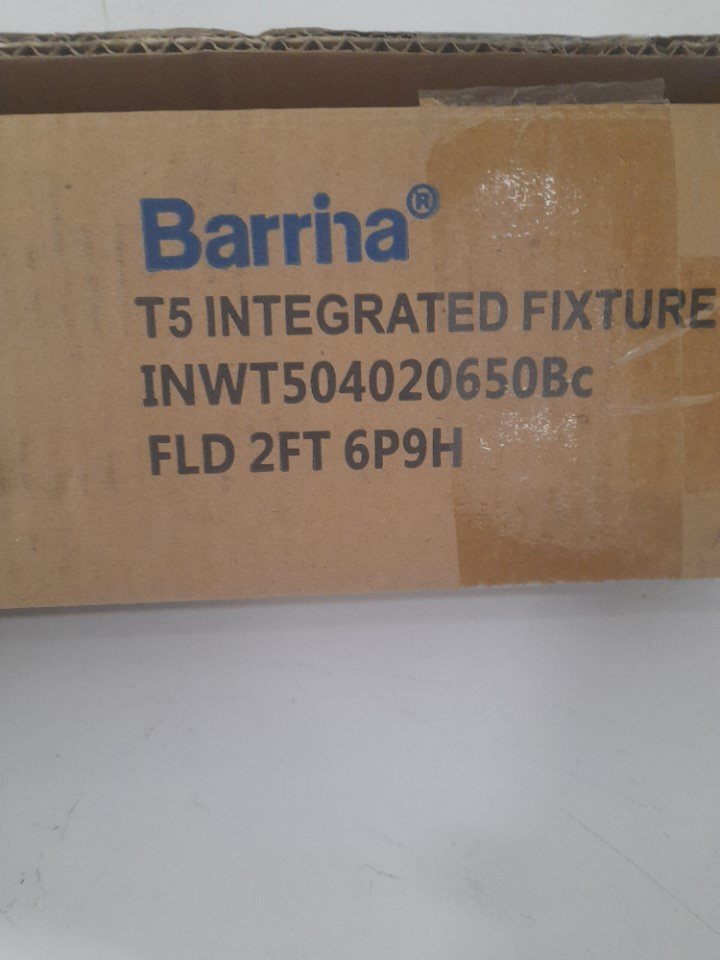 Barrina®
T5 INTEGRATED FIXTURE
INWT504020650Bc
FLD 2FT 6P9H